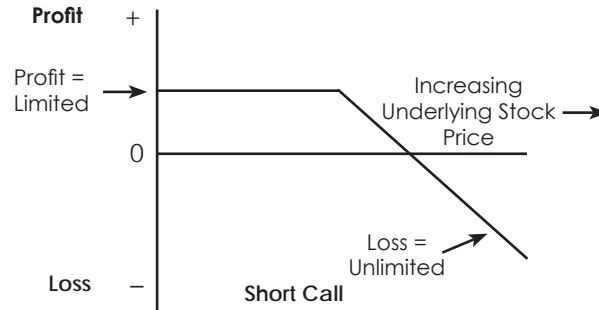 Profit +
Profit =
Limited
Increasing
Underlying Stock
Price
0
Loss =
Unlimited
Loss –
Short Call